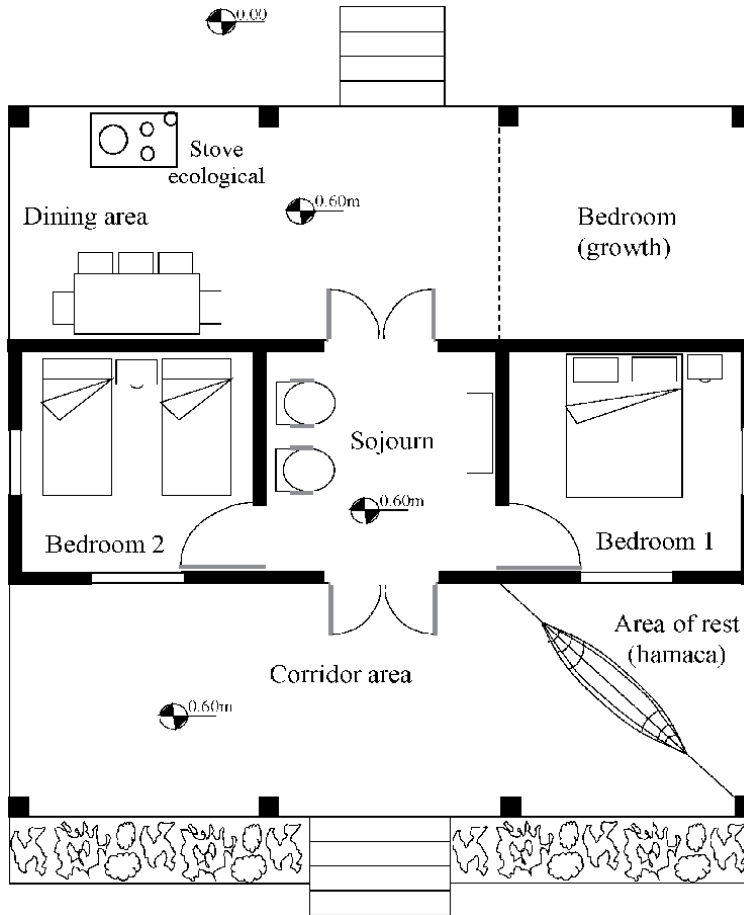 0.00
Stove
ecological
0.60m
Dining area
Bedroom
(growth)
Sojourn
0.60m
Bedroom 2
Bedroom 1
Area of rest
(hamaca)
Corridor area
0.60m